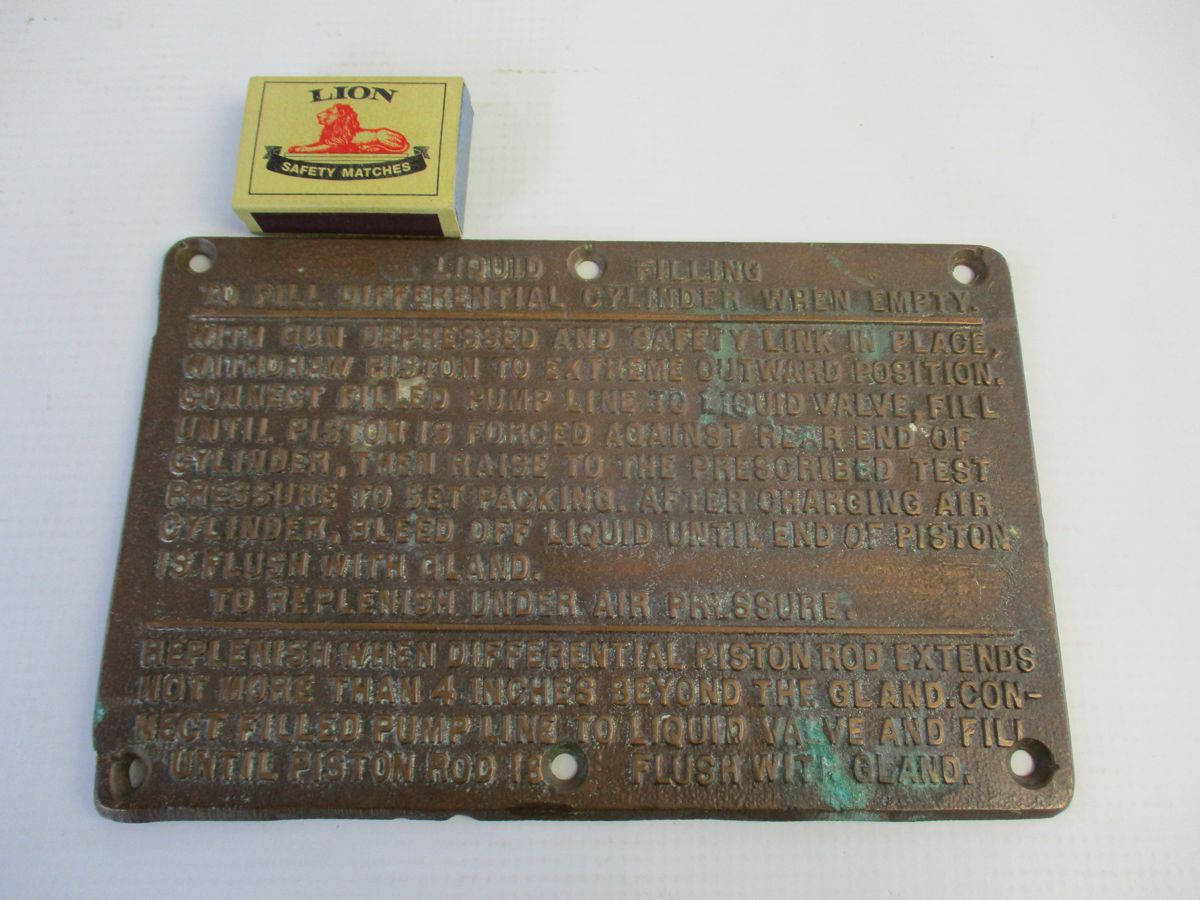 LION
SAFETY MATCHES
LIQUID FILLING
TO FILL DIFFERENTIAL CYLINDER WHEN EMPTY.
WITH GUN DEPRESSED AND SAFETY LINK IN PLACE,
WITHDRAW PISTON TO EXTREME OUTWARD POSITION.
CONNECT FILLED PUMP LINE TO LIQUID VALVE, FILL
UNTIL PISTON IS FORCED AGAINST REAR END OF
CYLINDER, THEN RAISE TO THE PRESCRIBED TEST
PRESSURE TO SET PACKING. AFTER CHARGING AIR
CYLINDER, BLEED OFF LIQUID UNTIL END OF PISTON
IS FLUSH WITH GLAND.
TO REPLENISH UNDER AIR PRESSURE.
REPLENISH WHEN DIFFERENTIAL PISTON ROD EXTENDS
NOT MORE THAN 4 INCHES BEYOND THE GLAND. CON-
NECT FILLED PUMP LINE TO LIQUID VALVE AND FILL
UNTIL PISTON ROD IS FLUSH WITH GLAND.